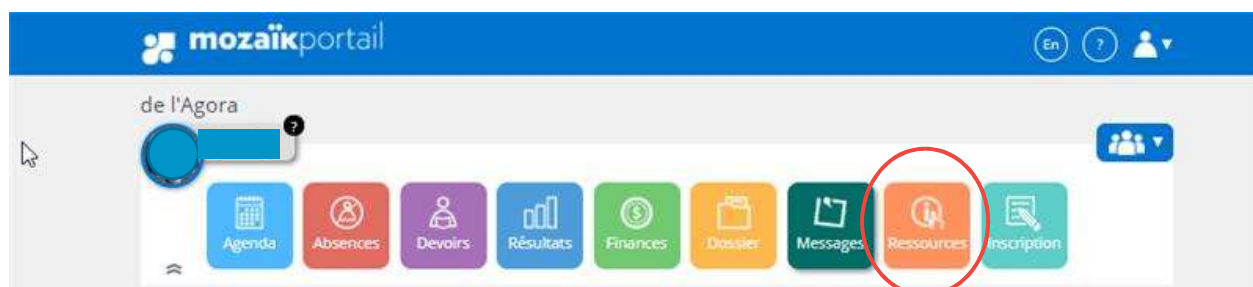 mozaïkportail
En ?
de l'Agora
?
Agenda Absences Devoirs Résultats Finances Dossier Messages Ressources Inscription